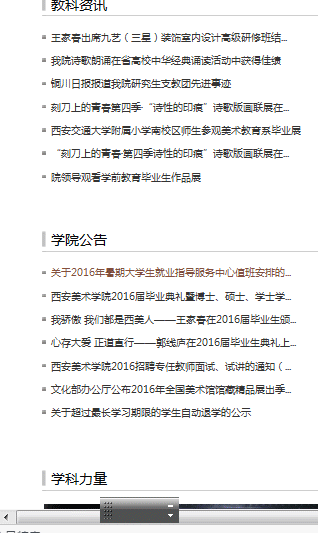 教科资讯
王家春出席九艺（三星）装饰室内设计高级研修班结...
我院诗歌朗诵在省高校中华经典诵读活动中获得佳绩
铜川日报报道我院研究生支教团先进事迹
刻刀上的青春第四季·“诗性的印痕”诗歌版画联展在...
西安交通大学附属小学南校区师生参观美术教育系毕业展
“刻刀上的青春·第四季诗性的印痕”诗歌版画联展在...
院领导观看学前教育毕业生作品展
学院公告
关于2016年暑期大学生就业指导服务中心值班安排的...
西安美术学院2016届毕业典礼暨博士、硕士、学士学...
我骄傲 我们都是西美人——王家春在2016届毕业生颁...
心存大爱 正道直行——郭线庐在2016届毕业生典礼上...
西安美术学院2016招聘专任教师面试、试讲的通知（...
文化部办公厅公布2016年全国美术馆馆藏精品展出季...
关于超过最长学习期限的学生自动退学的公示
学科力量